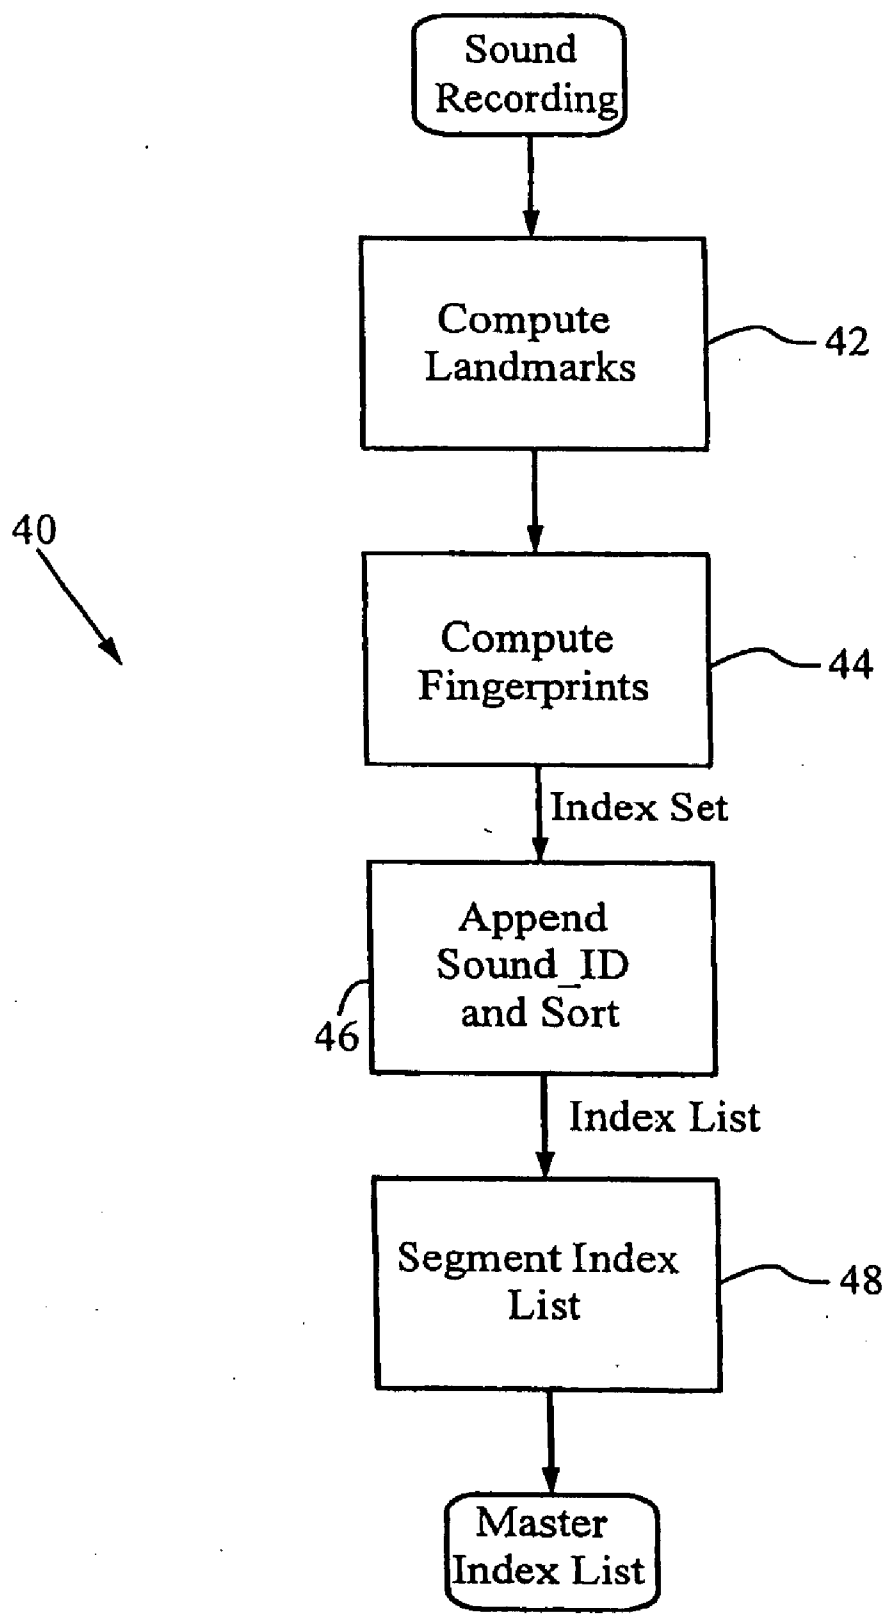 Sound
Recording
Compute
Landmarks
42
40
Compute
Fingerprints
44
Index Set
Append
Sound_ID
and Sort
46
Index List
Segment Index
List
48
Master
Index List